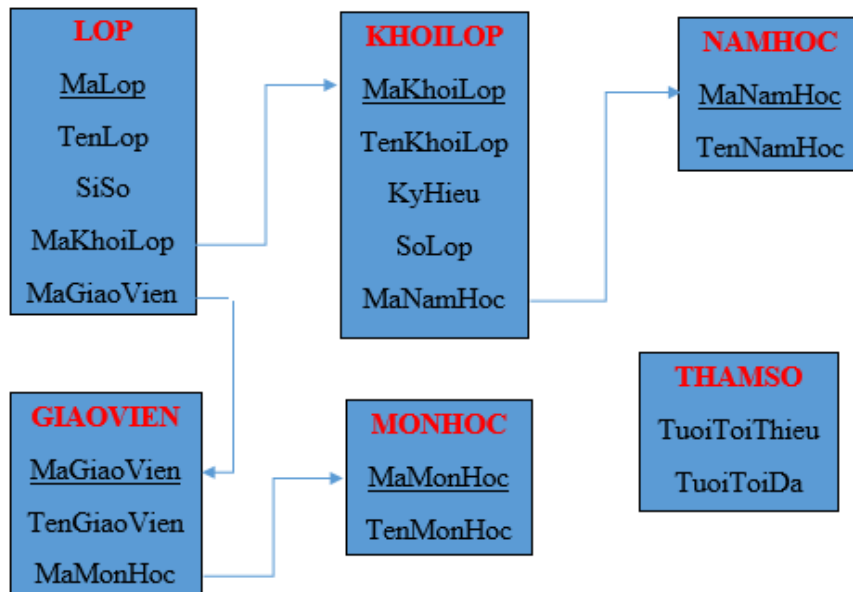 LOP
MaLop
TenLop
SiSo
MaKhoiLop
MaGiaoVien
KHOILOP
MaKhoiLop
TenKhoiLop
KyHieu
SoLop
MaNamHoc
NAMHOC
MaNamHoc
TenNamHoc
GIAOVIEN
MaGiaoVien
TenGiaoVien
MaMonHoc
MONHOC
MaMonHoc
TenMonHoc
THAMSO
TuoiToiThieu
TuoiToiDa